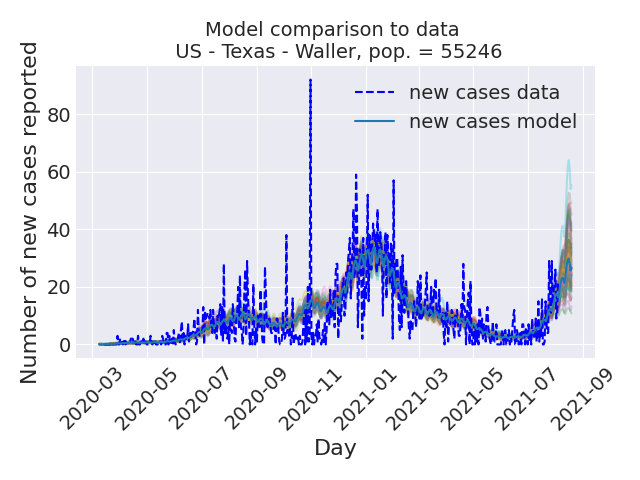 Model comparison to data
US - Texas - Waller, pop. = 55246
Number of new cases reported
80
60
40
20
0
new cases data
new cases model
2020-03
2020-05
2020-07
2020-09
2020-11
2021-01
2021-03
2021-05
2021-07
2021-09
Day